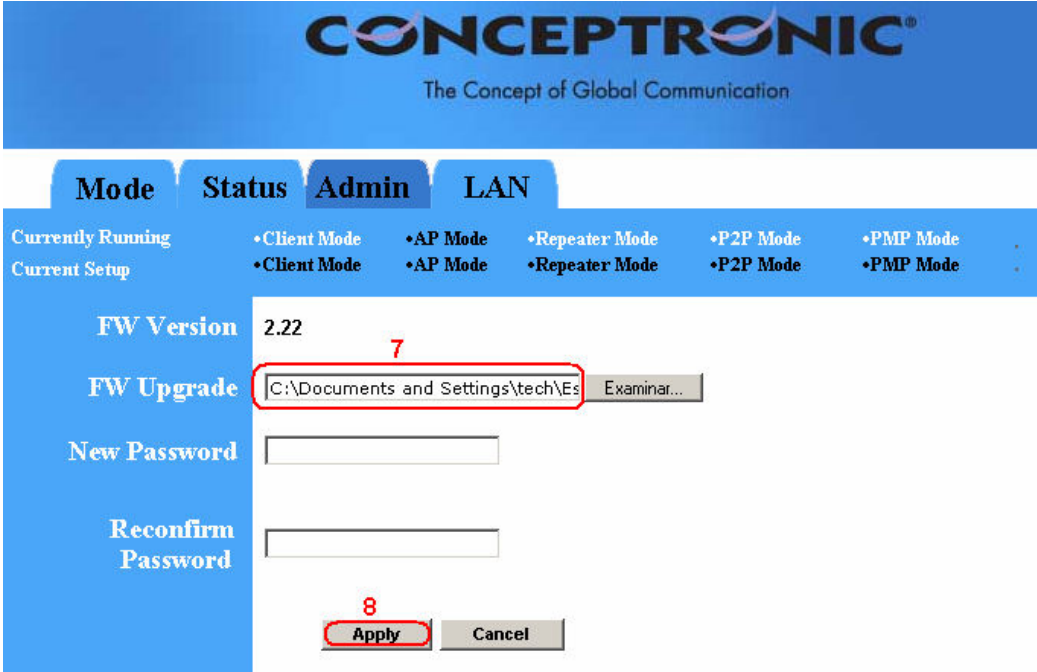 CONCEPTRONIC®
The Concept of Global Communication
Mode Status Admin LAN
Currently Running •Client Mode •AP Mode •Repeater Mode •P2P Mode •PMP Mode
Current Setup •Client Mode •AP Mode •Repeater Mode •P2P Mode •PMP Mode
FW Version 2.22
7
FW Upgrade C:\Documents and Settings\tech\Es Examinar...
New Password
Reconfirm
Password
8
Apply Cancel